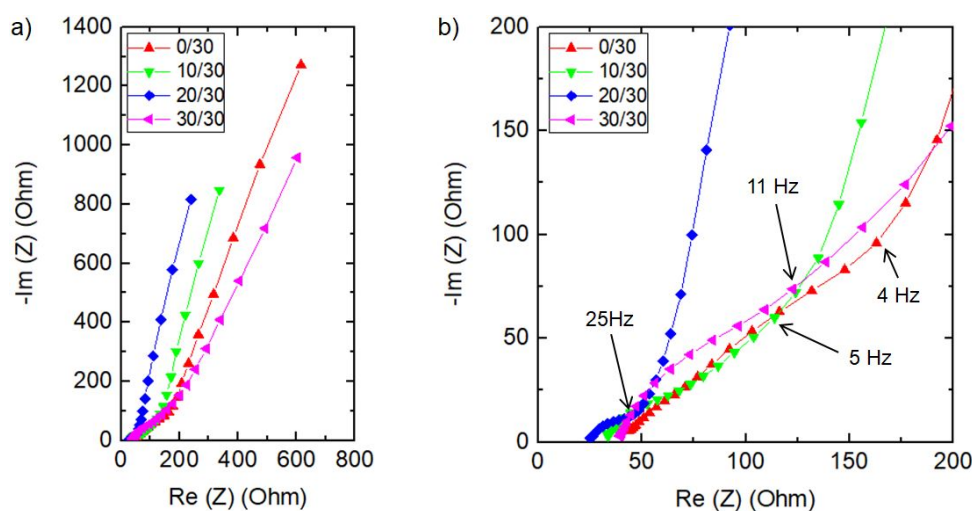 a)
-Im (Z) (Ohm)
1400
1200
1000
800
600
400
200
0
0/30
10/30
20/30
30/30
0 200 400 600 800
Re (Z) (Ohm)
b)
-Im (Z) (Ohm)
200
150
100
50
0
0/30
10/30
20/30
30/30
11 Hz
4 Hz
25Hz
5 Hz
0 50 100 150 200
Re (Z) (Ohm)